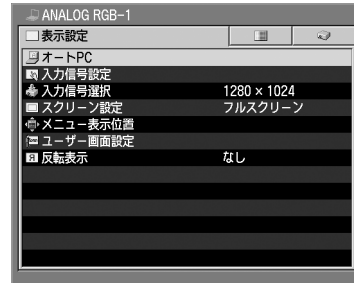 ANALOG RGB-1
表示設定
オートPC
入力信号設定
入力信号選択 1280 × 1024
スクリーン設定 フルスクリーン
メニュー表示位置
ユーザー画面設定
反転表示 なし